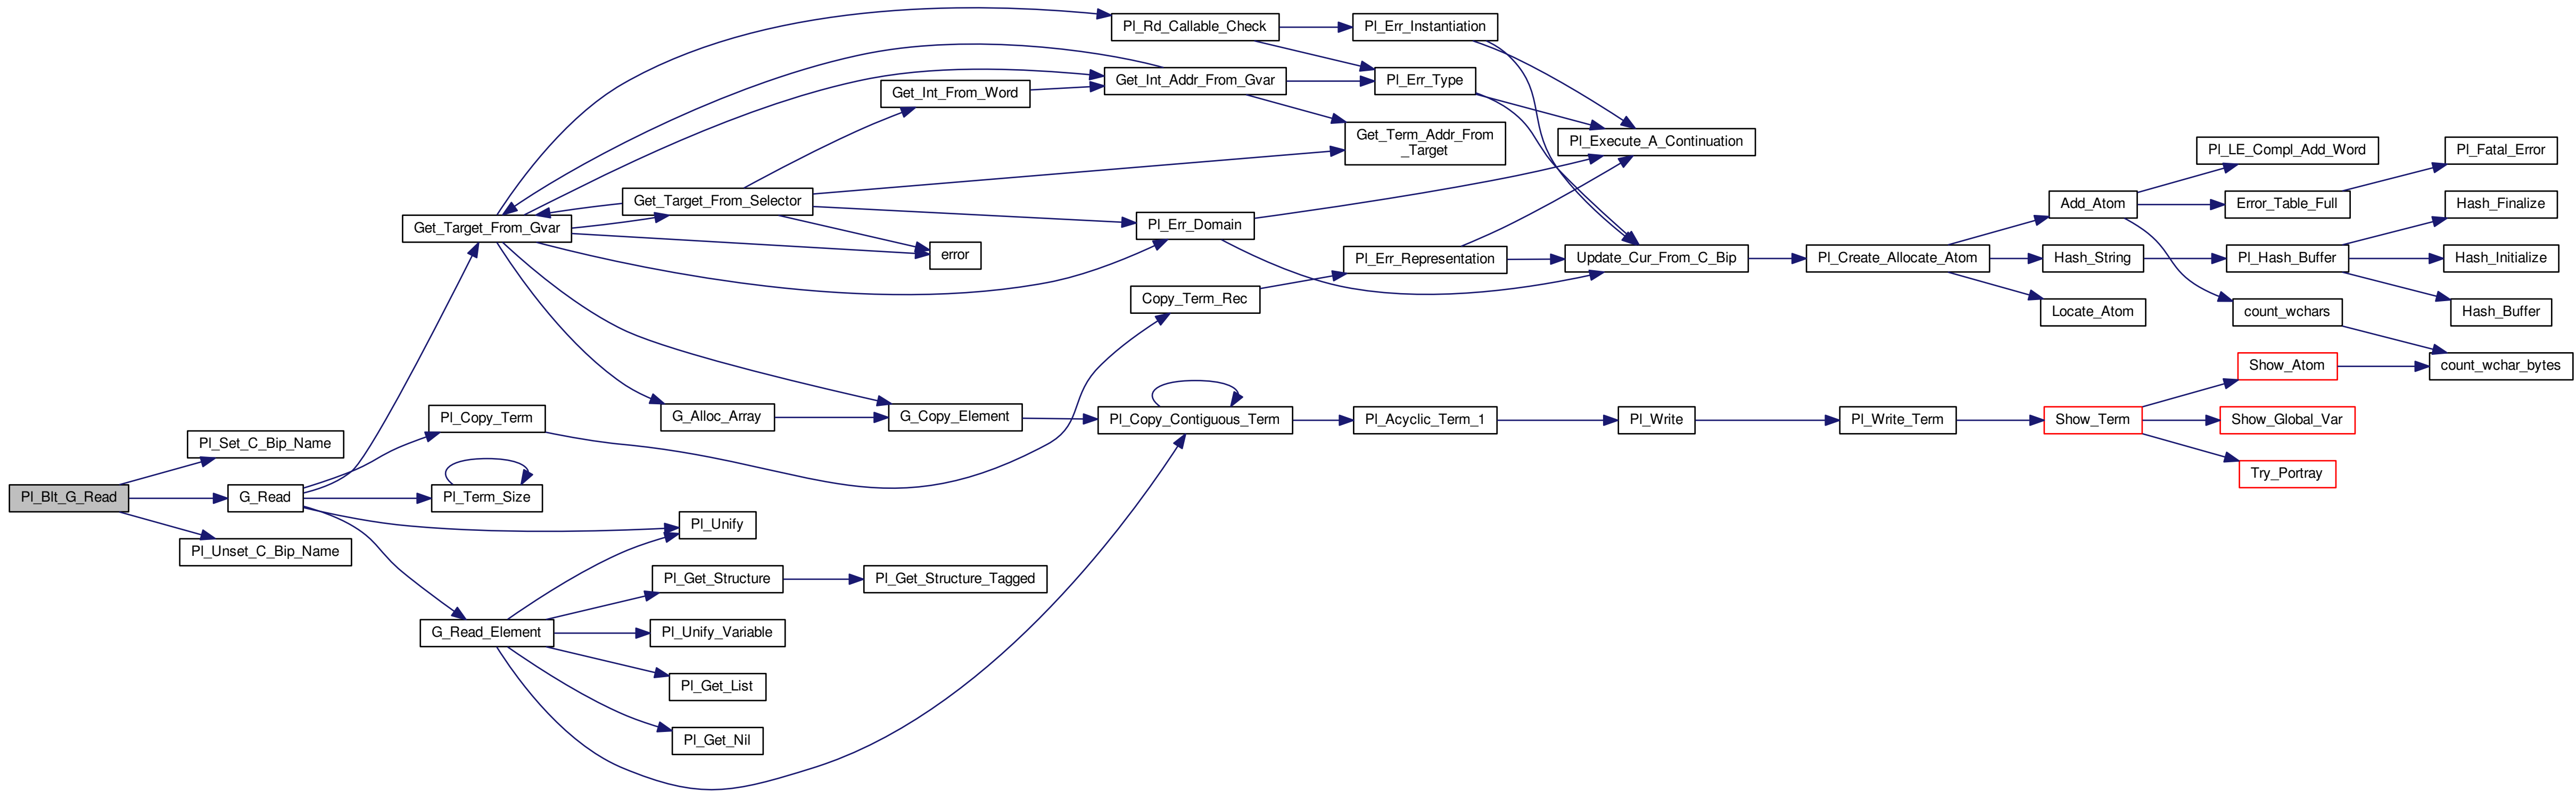 Pl_Blt_G_Read
Pl_Set_C_Bip_Name
G_Read
Pl_Unset_C_Bip_Name
Get_Target_From_Gvar
Pl_Copy_Term
Pl_Term_Size
G_Read_Element
Get_Target_From_Selector
G_Alloc_Array
Pl_Unify
Pl_Get_Structure
Pl_Unify_Variable
Pl_Get_List
Pl_Get_Nil
Get_Int_From_Word
error
G_Copy_Element
Pl_Get_Structure_Tagged
Pl_Rd_Callable_Check
Get_Int_Addr_From_Gvar
Pl_Err_Domain
Copy_Term_Rec
Pl_Copy_Contiguous_Term
Pl_Err_Instantiation
Pl_Err_Type
Get_Term_Addr_From
_Target
Pl_Err_Representation
Pl_Acyclic_Term_1
Pl_Execute_A_Continuation
Update_Cur_From_C_Bip
Pl_Write
Pl_Create_Allocate_Atom
Pl_Write_Term
Add_Atom
Hash_String
Locate_Atom
Show_Term
Pl_LE_Compl_Add_Word
Error_Table_Full
Pl_Hash_Buffer
count_wchars
Show_Atom
Show_Global_Var
Try_Portray
Pl_Fatal_Error
Hash_Finalize
Hash_Initialize
Hash_Buffer
count_wchar_bytes